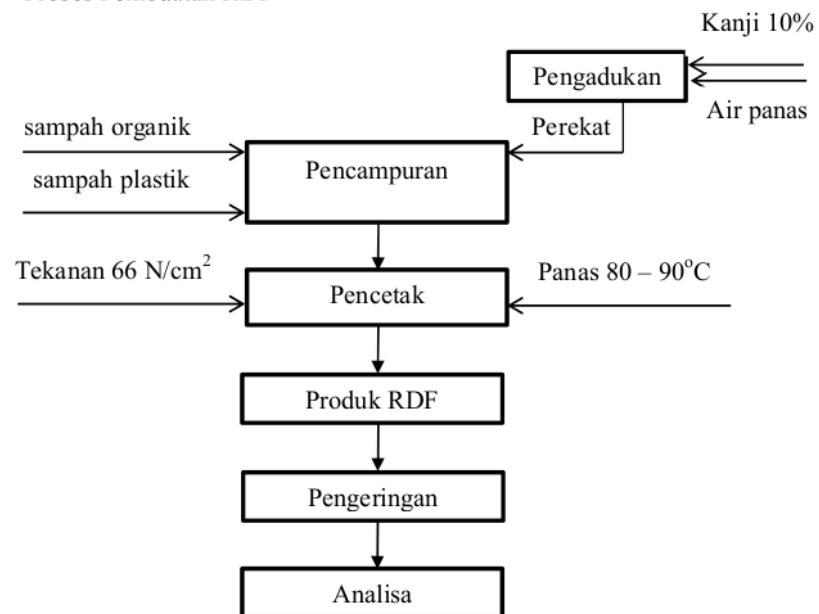 Kanji 10%
Pengadukan
Air panas
Perekat
sampah organik
Pencampuran
sampah plastik
Tekanan 66 N/cm²
Panas 80 – 90°C
Pencetak
Produk RDF
Pengeringan
Analisa